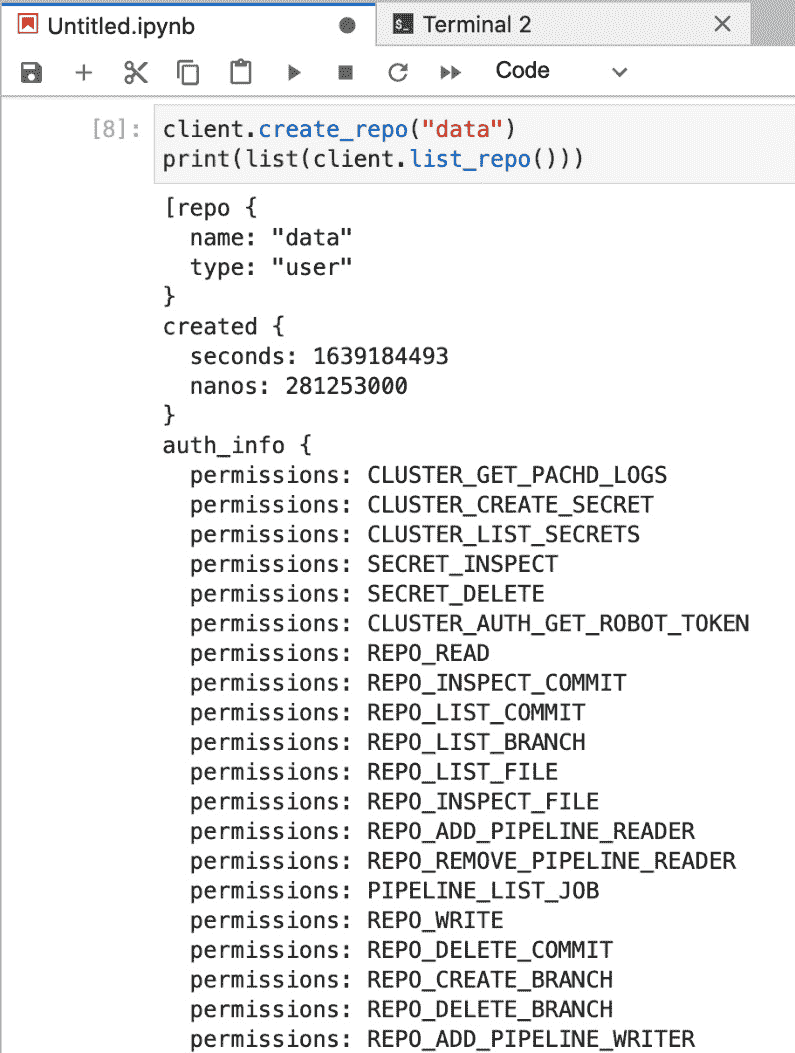 Untitled.ipynb
Terminal 2
Code
[8]:
client.create_repo("data")
print(list(client.list_repo()))
[repo {
  name: "data"
  type: "user"
}
created {
  seconds: 1639184493
  nanos: 281253000
}
auth_info {
  permissions: CLUSTER_GET_PACHD_LOGS
  permissions: CLUSTER_CREATE_SECRET
  permissions: CLUSTER_LIST_SECRETS
  permissions: SECRET_INSPECT
  permissions: SECRET_DELETE
  permissions: CLUSTER_AUTH_GET_ROBOT_TOKEN
  permissions: REPO_READ
  permissions: REPO_INSPECT_COMMIT
  permissions: REPO_LIST_COMMIT
  permissions: REPO_LIST_BRANCH
  permissions: REPO_LIST_FILE
  permissions: REPO_INSPECT_FILE
  permissions: REPO_ADD_PIPELINE_READER
  permissions: REPO_REMOVE_PIPELINE_READER
  permissions: PIPELINE_LIST_JOB
  permissions: REPO_WRITE
  permissions: REPO_DELETE_COMMIT
  permissions: REPO_CREATE_BRANCH
  permissions: REPO_DELETE_BRANCH
  permissions: REPO_ADD_PIPELINE_WRITER